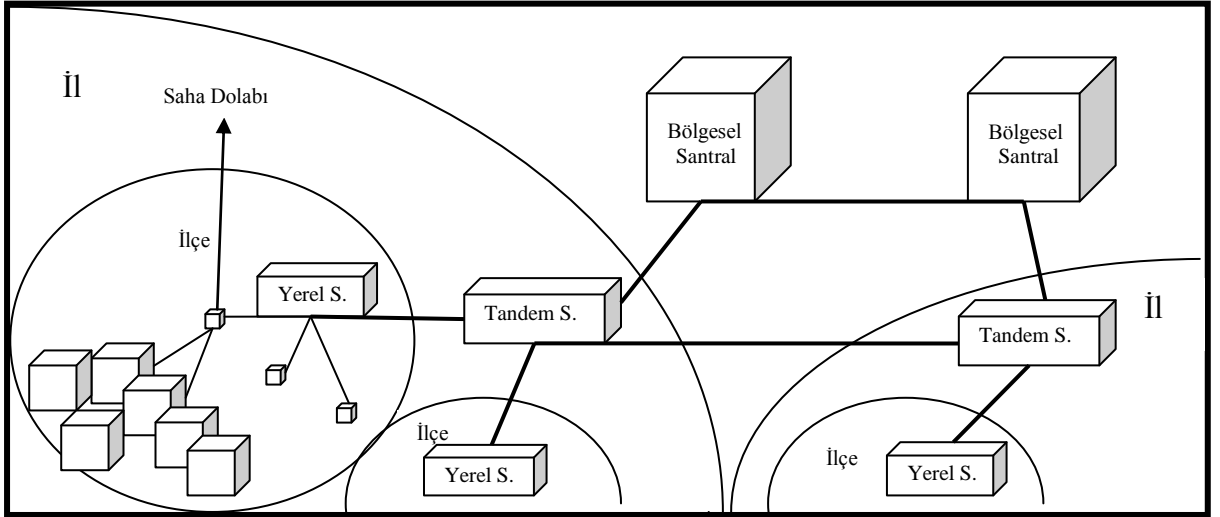 İl
Saha Dolabı
Bölgesel
Santral
Bölgesel
Santral
İlçe
Yerel S.
Tandem S.
İl
Tandem S.
İlçe
Yerel S.
İlçe
Yerel S.